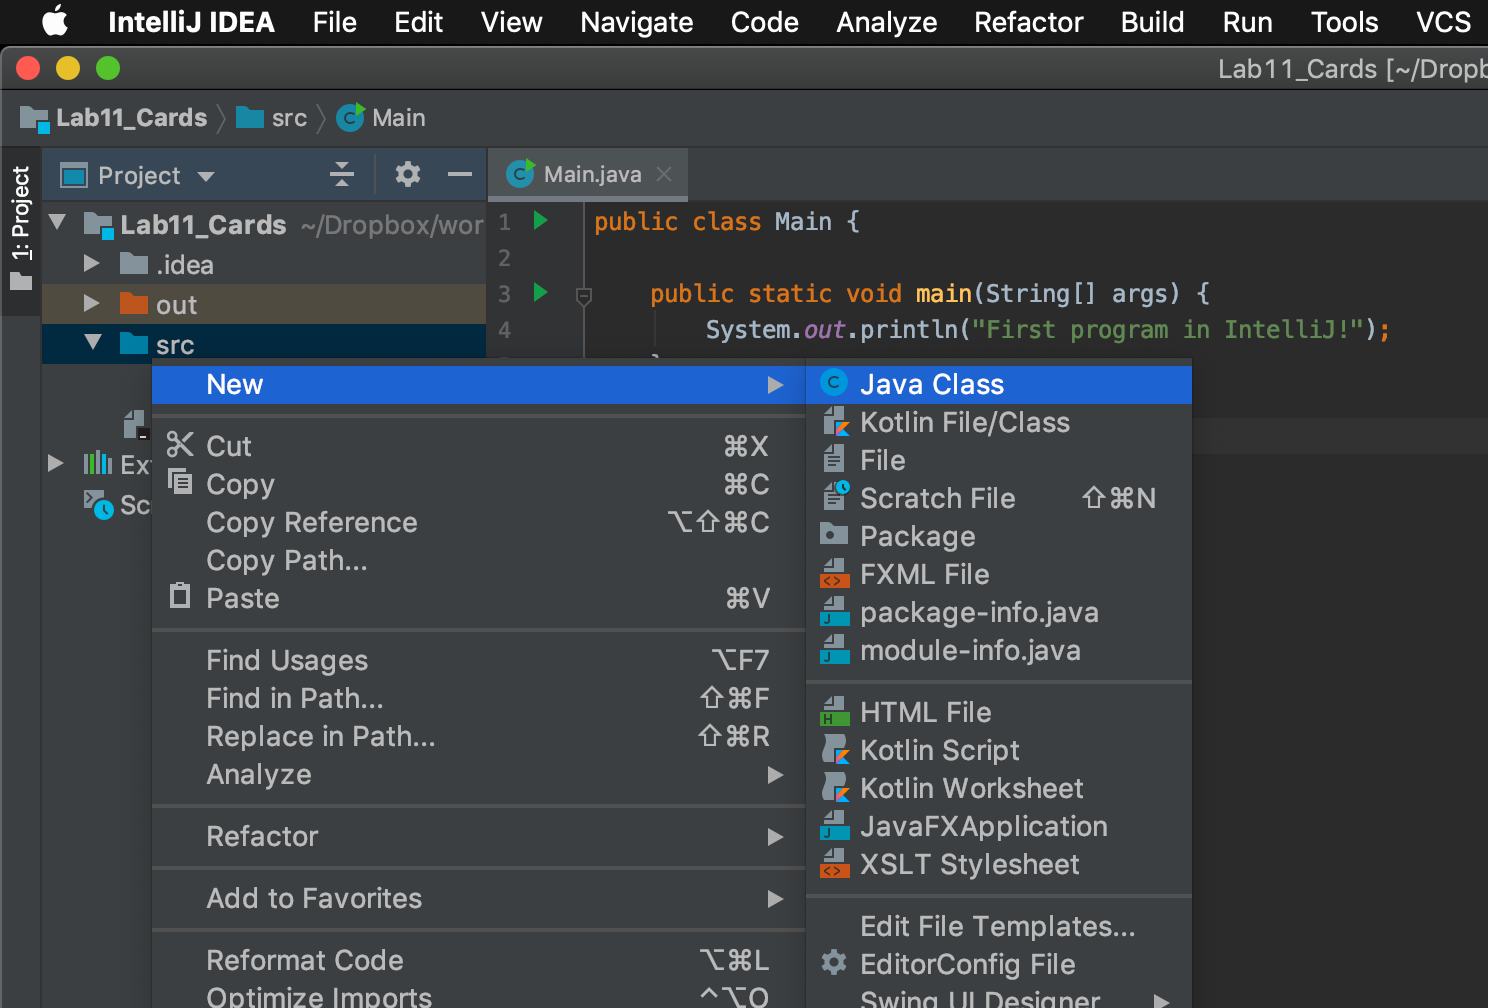 IntelliJ IDEA File Edit View Navigate Code Analyze Refactor Build Run Tools VCS
Lab11_Cards [~/Dropb
Lab11_Cards src Main
1: Project
Project
Main.java
Lab11_Cards ~/Dropbox/wor
.idea
out
src
Ext
Sc
1 public class Main {
2
3 public static void main(String[] args) {
4 System.out.println("First program in IntelliJ!");
New
Cut ⌘X
Copy ⌘C
Copy Reference ⌥⇧⌘C
Copy Path...
Paste ⌘V
Find Usages ⌥F7
Find in Path... ⇧⌘F
Replace in Path... ⇧⌘R
Analyze
Refactor
Add to Favorites
Reformat Code ⌥⌘L
Optimize Imports ^⌥O
Java Class
Kotlin File/Class
File
Scratch File ⇧⌘N
Package
FXML File
package-info.java
module-info.java
HTML File
Kotlin Script
Kotlin Worksheet
JavaFXApplication
XSLT Stylesheet
Edit File Templates...
EditorConfig File
Swing UI Designer